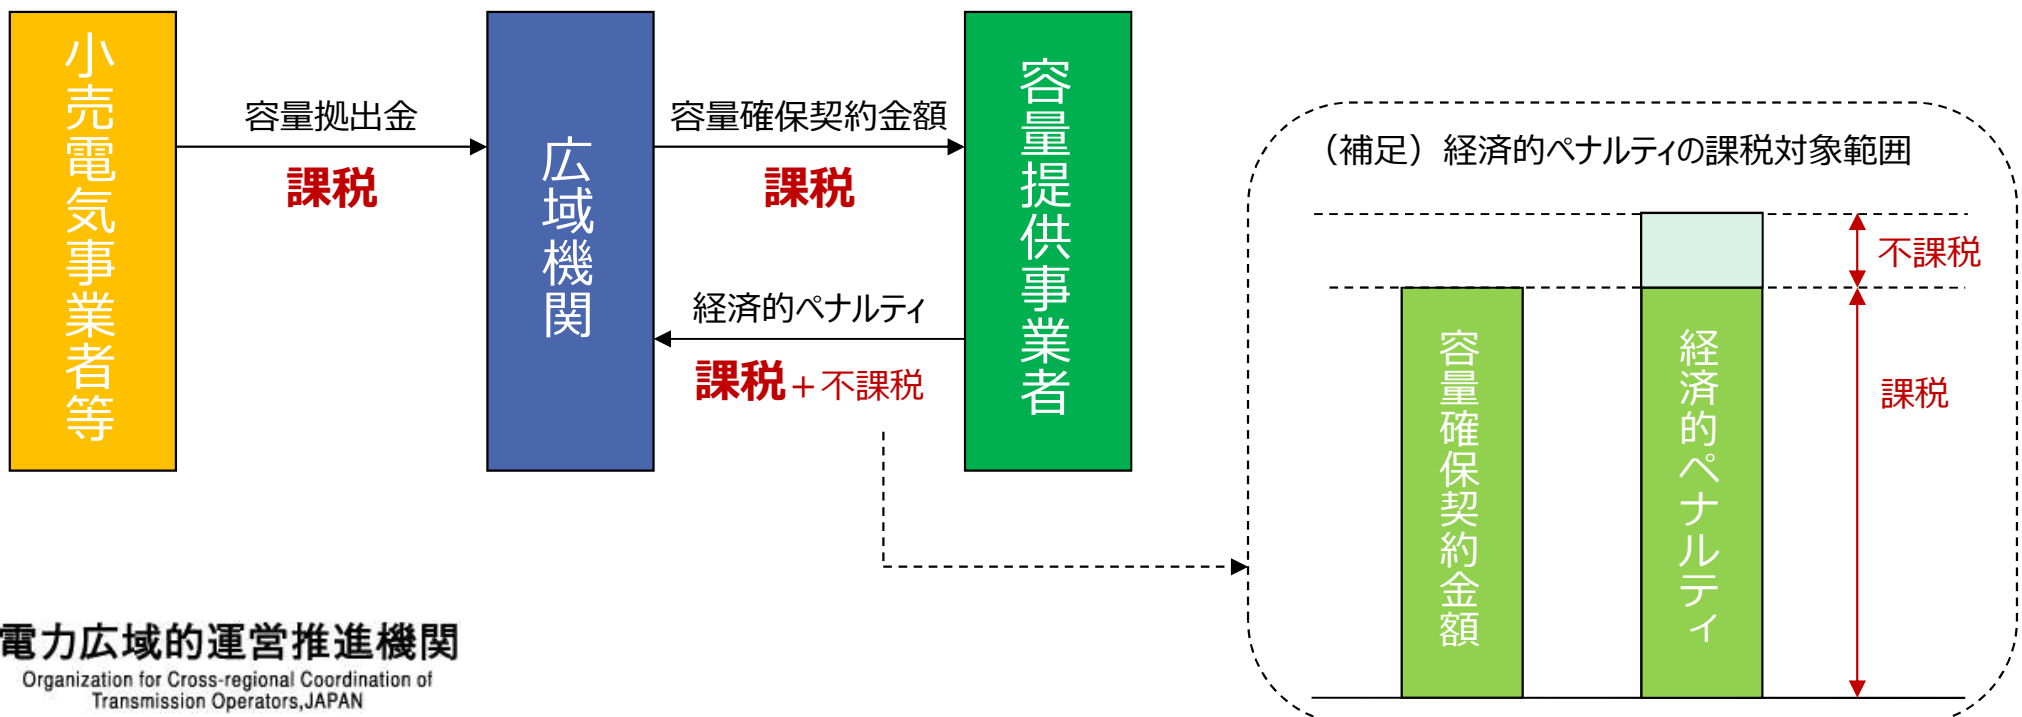 小売電気事業者等
容量拠出金
課税
広域機関
容量確保契約金額
課税
経済的ペナルティ
課税＋不課税
容量提供事業者
（補足）経済的ペナルティの課税対象範囲
不課税
課税
容量確保契約金額
経済的ペナルティ
電力広域的運営推進機関
Organization for Cross-regional Coordination of
Transmission Operators,JAPAN